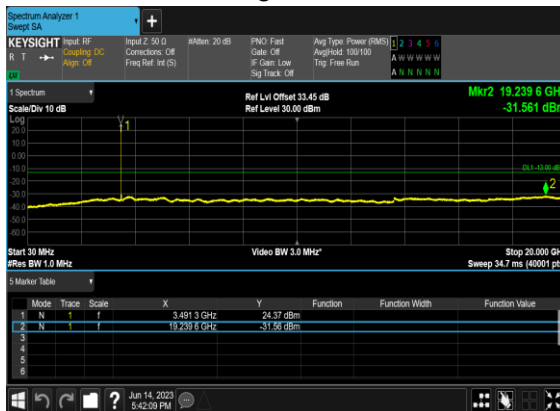 Spectrum Analyzer 1
Swept SA
KEYSIGHT Input: RF Input Z: 50 Ω #Atten: 20 dB PNO: Fast Avg Type: Power (RMS) 1 2 3 4 5 6
R T Coupling: DC Corrections: Off Gate: Off Avg|Hold: 100/100 A W W W W W
Align: Off Freq Ref: Int (S) IF Gain: Low Trig: Free Run
Sig Track: Off A N N N N N
1 Spectrum
Ref Lvl Offset 33.45 dB Mkr2 19.239 6 GH
Scale/Div 10 dB Ref Level 30.00 dBm -31.561 dBr
Log
20.0
1
10.0
0.00
-10.0
DL1 -13.00 dB
-20.0
2
-30.0
-40.0
-50.0
-60.0
Start 30 MHz Video BW 3.0 MHz* Stop 20.000 GH
#Res BW 1.0 MHz Sweep 34.7 ms (40001 pt
5 Marker Table
Mode Trace Scale X Y Function Function Width Function Value
1 N 1 f 3.491 3 GHz 24.37 dBm
2 N 1 f 19.239 6 GHz -31.56 dBm
3
4
5
6
? Jun 14, 2023
5:42:09 PM